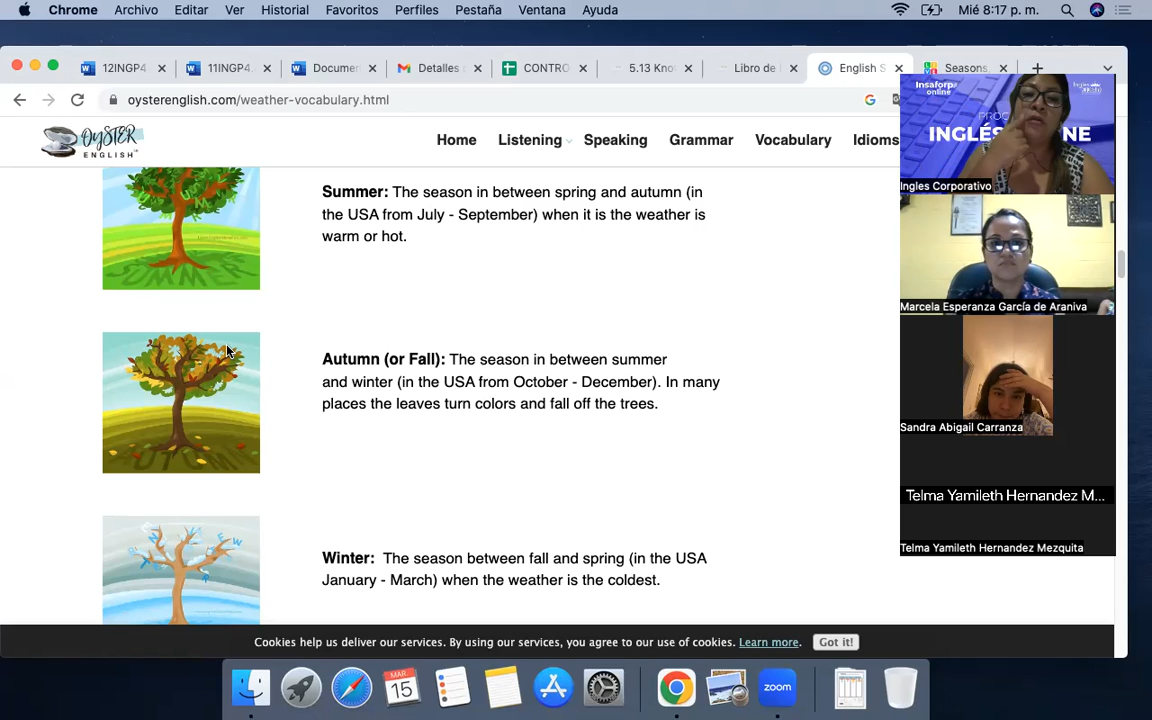 Chrome Archivo Editar Ver Historial Favoritos Perfiles Pestaña Ventana Ayuda Mié 8:17 p. m.
12INGP4 11INGP4. Documen Detalles CONTRO 5.13 Kno Libro de English S Seasons,
oysterenglish.com/weather-vocabulary.html
OYSTER
ENGLISH
Home Listening Speaking Grammar Vocabulary Idioms
Insaforp
online
INGLÉS NE
Ingles Corporativo
Summer: The season in between spring and autumn (in
the USA from July - September) when it is the weather is
warm or hot.
SUMMER
Marcela Esperanza García de Araniva
Autumn (or Fall): The season in between summer
and winter (in the USA from October - December). In many
places the leaves turn colors and fall off the trees.
Sandra Abigail Carranza
Telma Yamileth Hernandez M...
Telma Yamileth Hernandez Mezquita
Winter: The season between fall and spring (in the USA
January - March) when the weather is the coldest.
Cookies help us deliver our services. By using our services, you agree to our use of cookies. Learn more. Got it!
MAR.
15
zoom